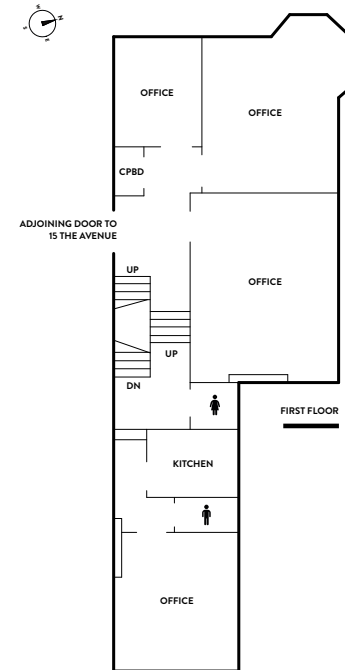 OFFICE
OFFICE
CPBD
ADJOINING DOOR TO
15 THE AVENUE
UP
OFFICE
UP
DN
FIRST FLOOR
KITCHEN
OFFICE